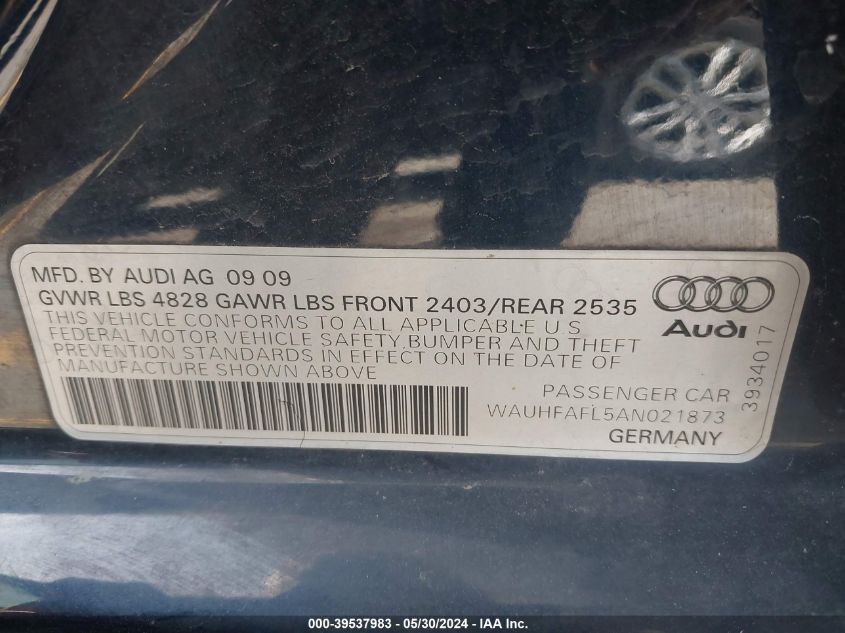 MFD. BY AUDI AG 09 09
GVWR LBS 4828 GAWR LBS FRONT 2403/REAR 2535
THIS VEHICLE CONFORMS TO ALL APPLICABLE U.S
FEDERAL MOTOR VEHICLE SAFETY, BUMPER AND THEFT
PREVENTION STANDARDS IN EFFECT ON THE DATE OF
MANUFACTURE SHOWN ABOVE
Audi
PASSENGER CAR
WAUHFAFL5AN021873
GERMANY
3934017
000-39537983 - 05/30/2024 - IAA Inc.